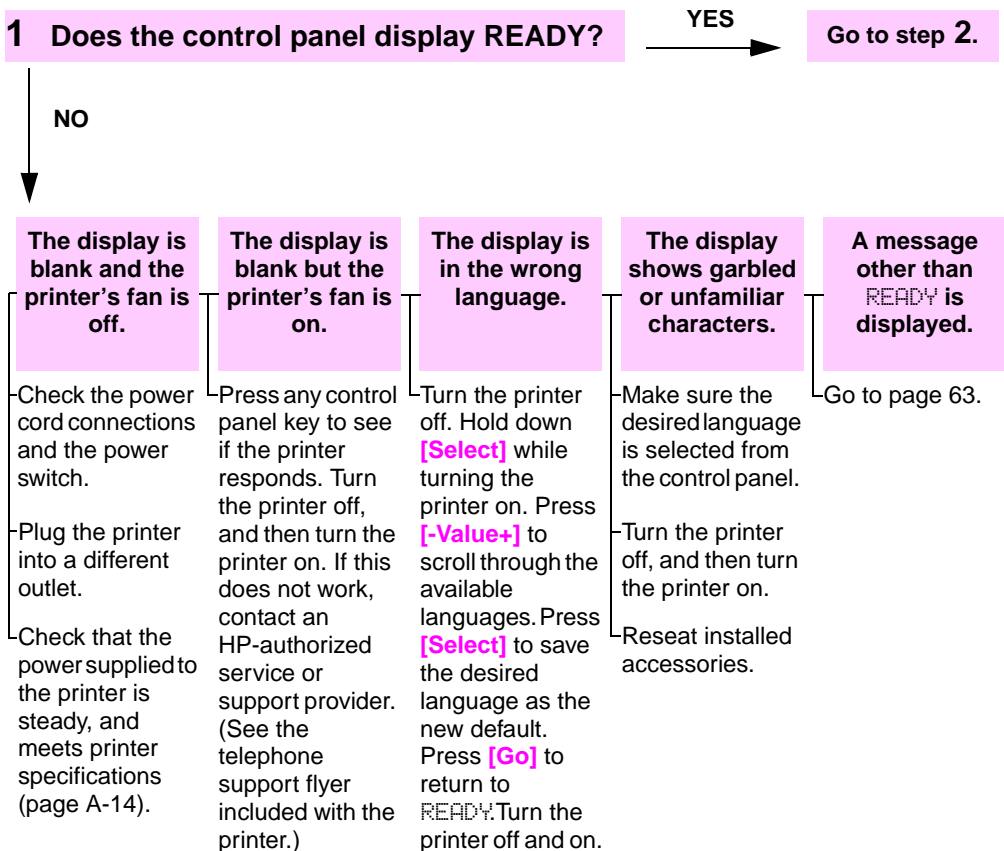 1 Does the control panel display READY?
YES
Go to step 2.
NO
The display is
blank and the
printer's fan is
off.
Check the power
cord connections
and the power
switch.
Plug the printer
into a different
outlet.
Check that the
power supplied to
the printer is
steady, and
meets printer
specifications
(page A-14).
The display is
blank but the
printer's fan is
on.
Press any control
panel key to see
if the printer
responds. Turn
the printer off,
and then turn the
printer on. If this
does not work,
contact an
HP-authorized
service or
support provider.
(See the
telephone
support flyer
included with the
printer.)
The display is
in the wrong
language.
Turn the printer
off. Hold down
[Select] while
turning the
printer on. Press
[-Value+] to
scroll through the
available
languages. Press
[Select] to save
the desired
language as the
new default.
Press [Go] to
return to
READY. Turn the
printer off and on.
The display
shows garbled
or unfamiliar
characters.
Make sure the
desired language
is selected from
the control panel.
Turn the printer
off, and then turn
the printer on.
Reseat installed
accessories.
A message
other than
READY is
displayed.
Go to page 63.